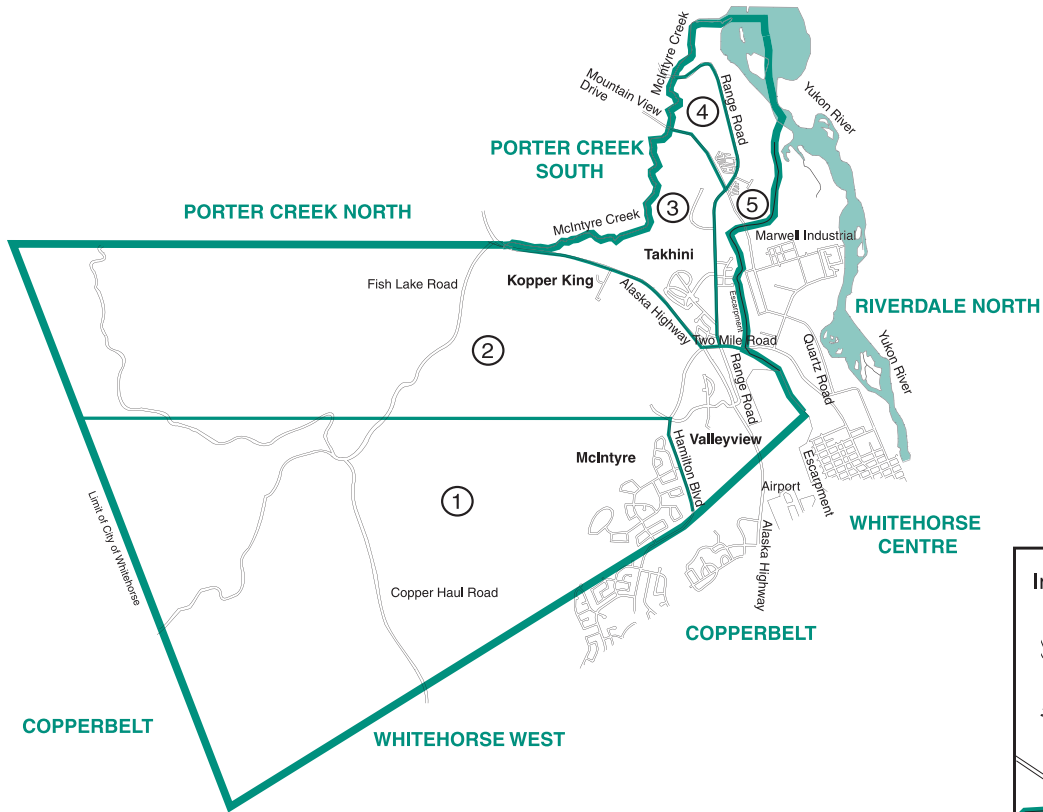 McIntyre Creek
Mountain View
Drive
Range Road
4
Yukon River
PORTER CREEK
SOUTH
PORTER CREEK NORTH
3
5
McIntyre Creek
Marwell Industrial
Takhini
Fish Lake Road
Kopper King
Alaska Highway
Escarpment
RIVERDALE NORTH
2
Two Mile Road
Range Road
Quartz Road
Yukon River
Valleyview
McIntyre
Hamilton Blvd
Escarpment
Airport
1
Limit of City of Whitehorse
WHITEHORSE
CENTRE
Alaska Highway
Copper Haul Road
COPPERBELT
COPPERBELT
WHITEHORSE WEST